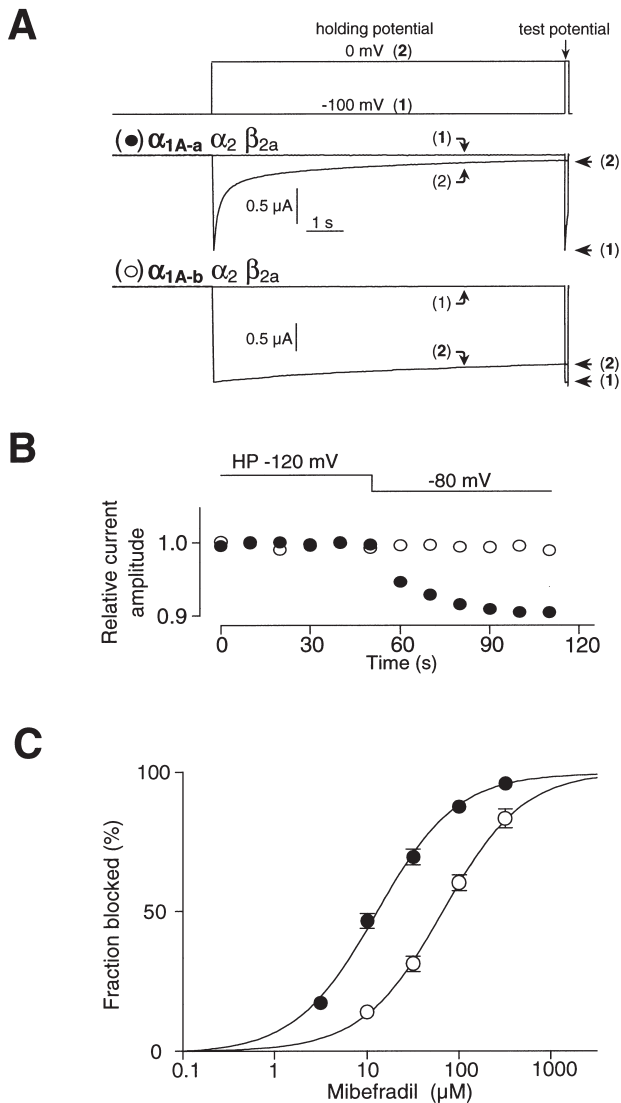 A
holding potential
test potential
0 mV (2)
-100 mV (1)
(●) α1A-a α2 β2a
(1)
(2)
(2)
0.5 µA
1 s
(1)
(○) α1A-b α2 β2a
(1)
0.5 µA
(2)
(2)
(1)
B
HP -120 mV
-80 mV
Relative current
amplitude
1.0
0.9
0
30
60
90
120
Time (s)
C
Fraction blocked (%)
100
50
0
0.1
1
10
100
1000
Mibefradil (µM)